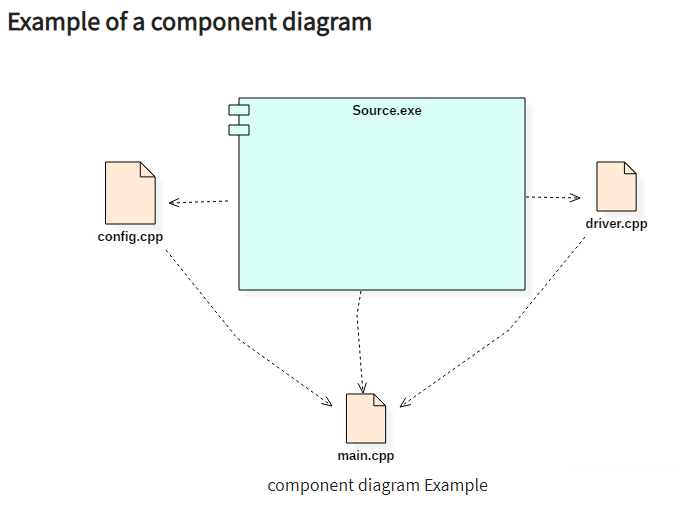 Example of a component diagram
Source.exe
config.cpp
driver.cpp
main.cpp
component diagram Example